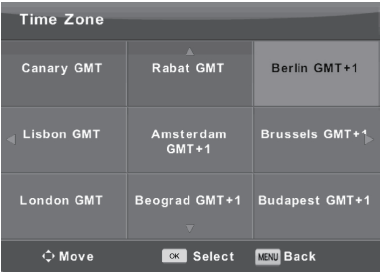 Time Zone
Canary GMT
Rabat GMT
Berlin GMT+1
Lisbon GMT
Amsterdam
GMT+1
Brussels GMT+1
London GMT
Beograd GMT+1
Budapest GMT+1
Move
OK Select
MENU Back